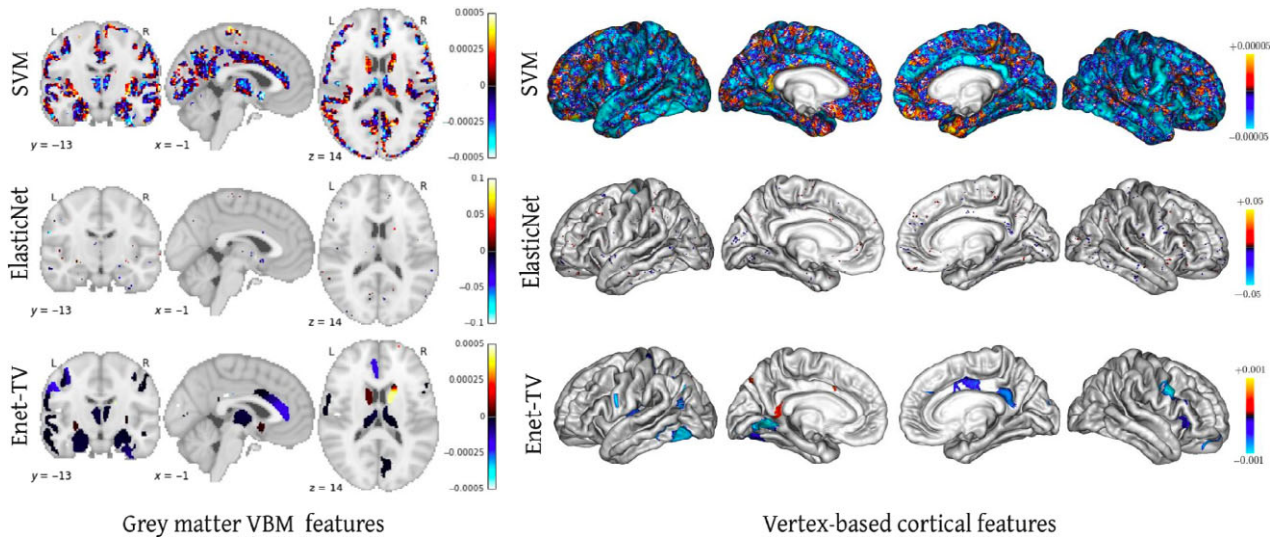 SVM
L R
y = −13
x = −1
z = 14
L R
0.0005
0.00025
0
−0.00025
−0.0005
SVM
+0.00005
−0.00005
ElasticNet
L R
y = −13
x = −1
z = 14
L R
0.1
0.05
0
−0.05
−0.1
ElasticNet
+0.05
−0.05
Enet-TV
L R
y = −13
x = −1
z = 14
L R
0.0005
0.00025
0
−0.00025
−0.0005
Enet-TV
+0.001
−0.001
Grey matter VBM features
Vertex-based cortical features